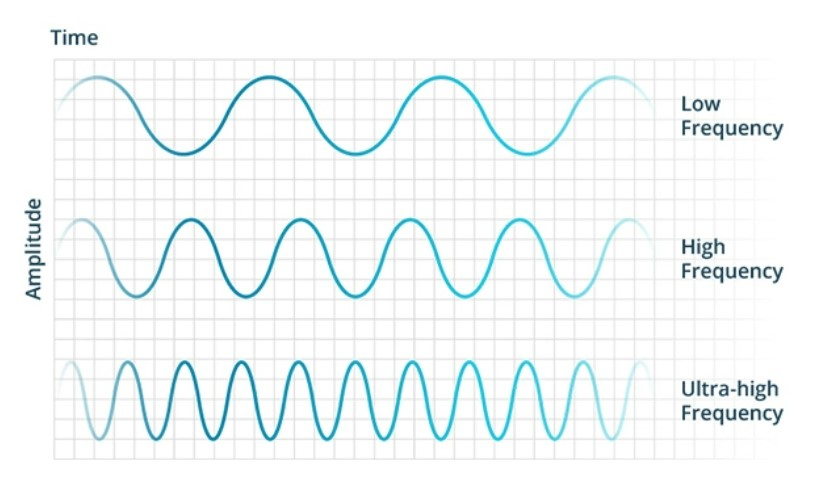 Time
Low
Frequency
Amplitude
High
Frequency
Ultra-high
Frequency